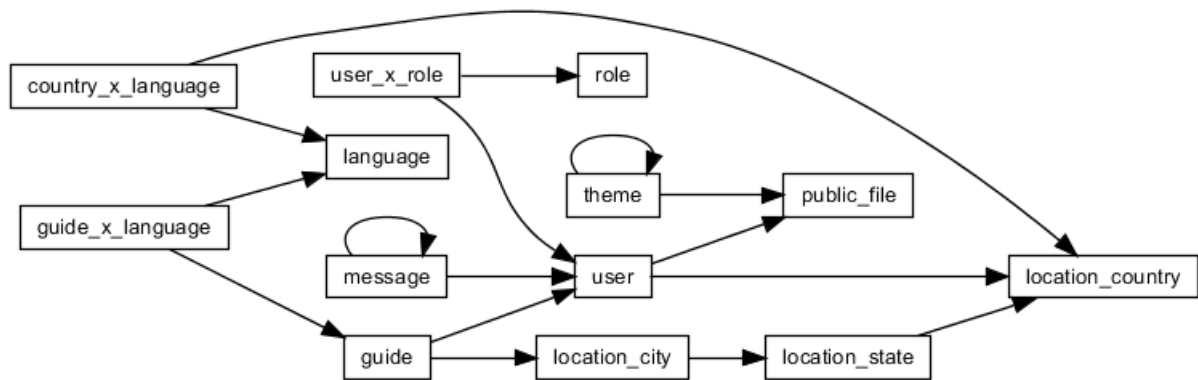 country_x_language
user_x_role
role
language
theme
public_file
guide_x_language
message
user
location_country
guide
location_city
location_state